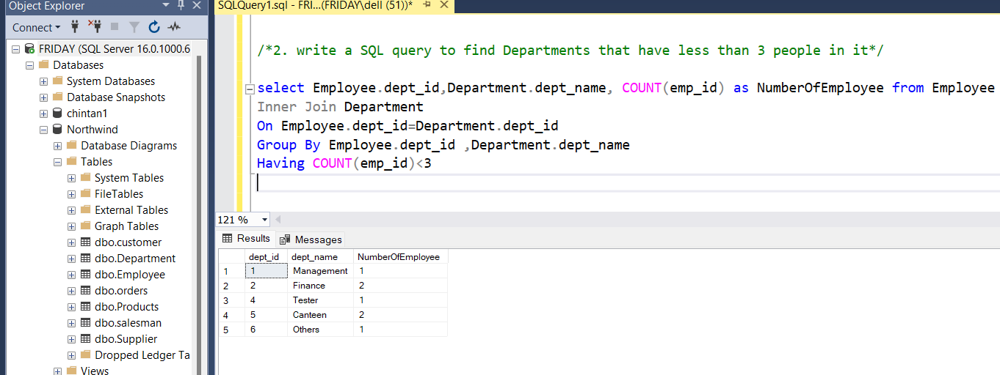 Object Explorer
Connect
FRIDAY (SQL Server 16.0.1000.6
Databases
System Databases
Database Snapshots
chintan1
Northwind
Database Diagrams
Tables
System Tables
FileTables
External Tables
Graph Tables
dbo.customer
dbo.Department
dbo.Employee
dbo.orders
dbo.Products
dbo.salesman
dbo.Supplier
Dropped Ledger Ta
Views
SQLQuery1.sql - FRI...(FRIDAY\dell (51))*
/*2. write a SQL query to find Departments that have less than 3 people in it*/
select Employee.dept_id,Department.dept_name, COUNT(emp_id) as NumberOfEmployee from Employee
Inner Join Department
On Employee.dept_id=Department.dept_id
Group By Employee.dept_id ,Department.dept_name
Having COUNT(emp_id)<3
121 %
Results Messages
dept_id dept_name NumberOfEmployee
1 1 Management 1
2 2 Finance 2
3 4 Tester 1
4 5 Canteen 2
5 6 Others 1